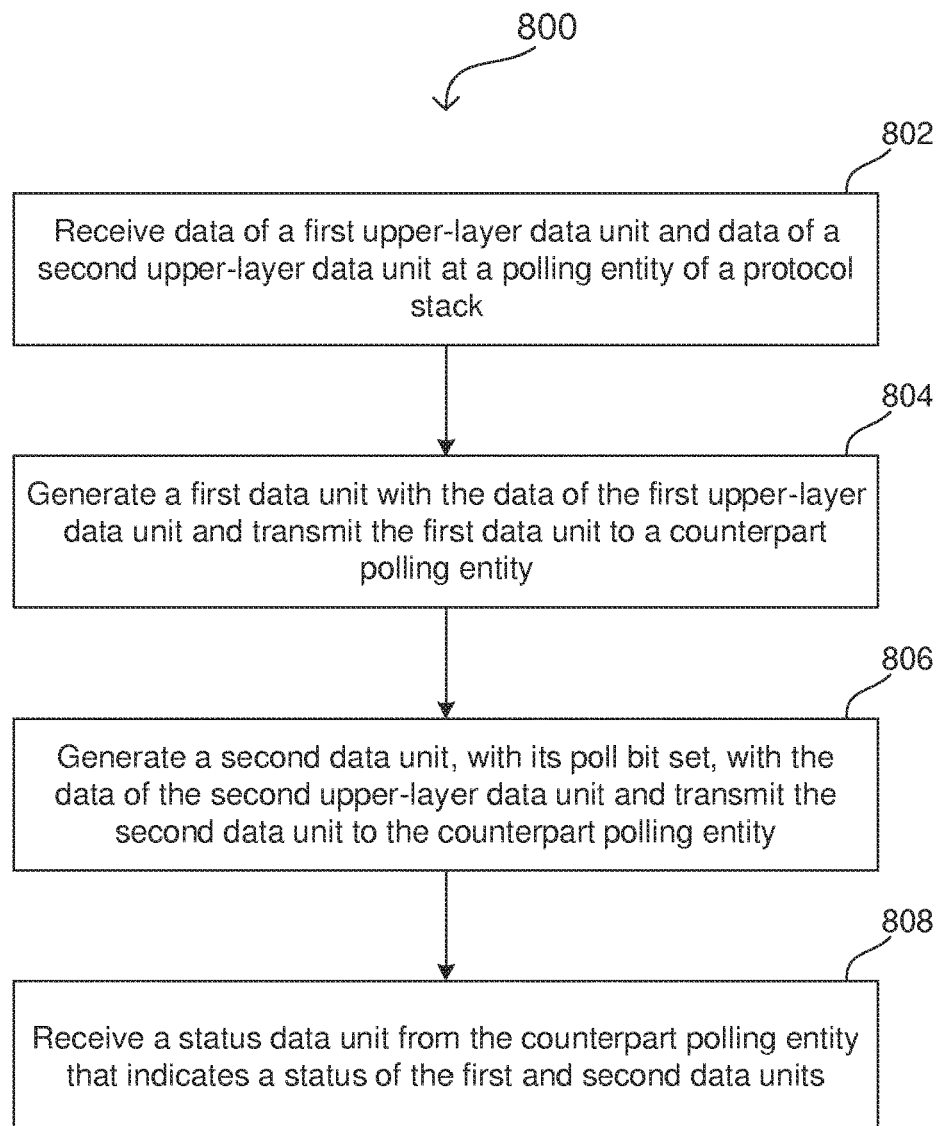 800
802
Receive data of a first upper-layer data unit and data of a
second upper-layer data unit at a polling entity of a protocol
stack
804
Generate a first data unit with the data of the first upper-layer
data unit and transmit the first data unit to a counterpart
polling entity
806
Generate a second data unit, with its poll bit set, with the
data of the second upper-layer data unit and transmit the
second data unit to the counterpart polling entity
808
Receive a status data unit from the counterpart polling entity
that indicates a status of the first and second data units